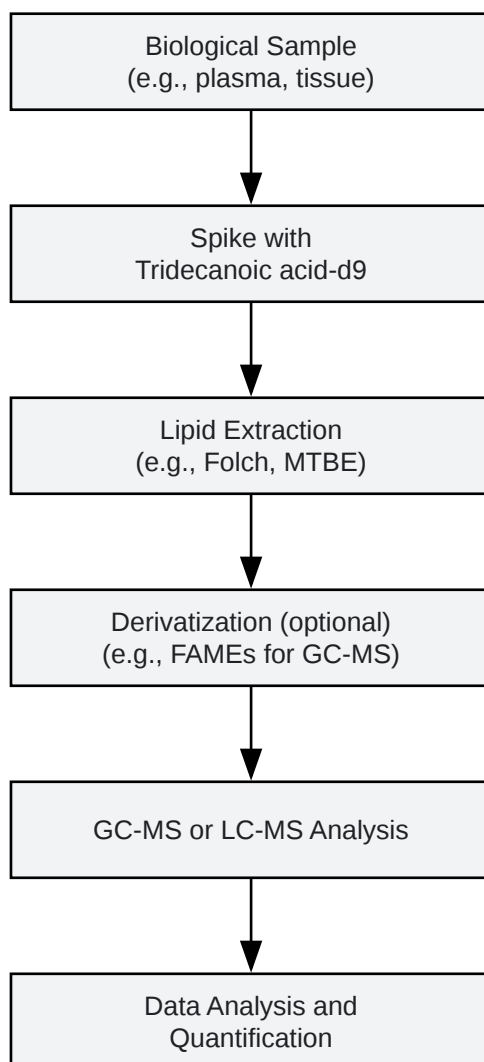 Biological Sample
(e.g., plasma, tissue)
Spike with
Tridecanoic acid-d9
Lipid Extraction
(e.g., Folch, MTBE)
Derivatization (optional)
(e.g., FAMEs for GC-MS)
GC-MS or LC-MS Analysis
Data Analysis and
Quantification